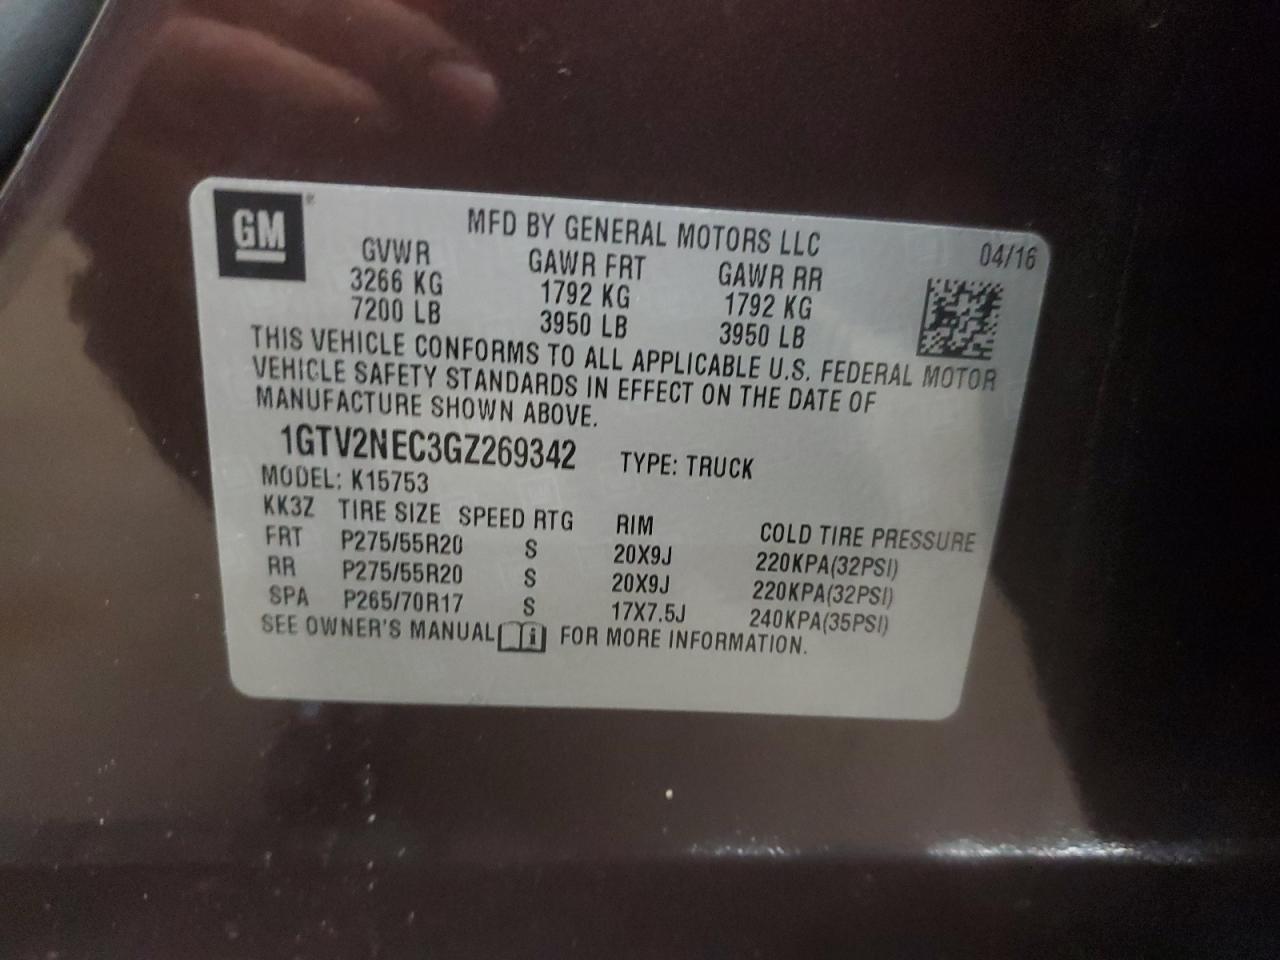 GM
MFD BY GENERAL MOTORS LLC 04/16
GVWR GAWR FRT GAWR RR
3266 KG 1792 KG 1792 KG
7200 LB 3950 LB 3950 LB
THIS VEHICLE CONFORMS TO ALL APPLICABLE U.S. FEDERAL MOTOR
VEHICLE SAFETY STANDARDS IN EFFECT ON THE DATE OF
MANUFACTURE SHOWN ABOVE.
1GTV2NEC3GZ269342 TYPE: TRUCK
MODEL: K15753
KK3Z TIRE SIZE SPEED RTG RIM COLD TIRE PRESSURE
FRT P275/55R20 S 20X9J 220KPA(32PSI)
RR P275/55R20 S 20X9J 220KPA(32PSI)
SPA P265/70R17 S 17X7.5J 240KPA(35PSI)
SEE OWNER'S MANUAL FOR MORE INFORMATION.